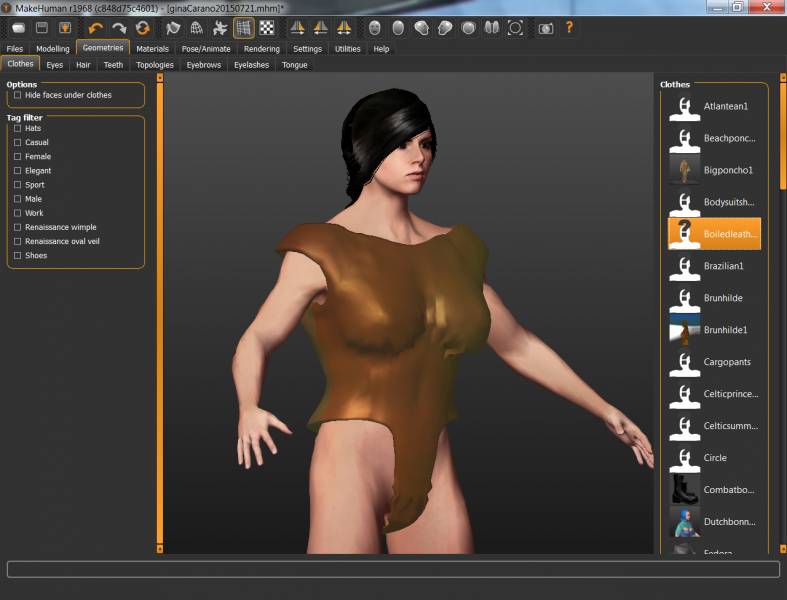 MakeHuman r1968 (c848d75c4601) - [ginaCarano20150721.mhm]*
Files Modelling Geometries Materials Pose/Animate Rendering Settings Utilities Help
Clothes Eyes Hair Teeth Topologies Eyebrows Eyelashes Tongue
Options
Hide faces under clothes
Tag filter
Hats
Casual
Female
Elegant
Sport
Male
Work
Renaissance wimple
Renaissance oval veil
Shoes
Clothes
Atlantean1
Beachponc...
Bigponcho1
Bodysuitsh...
Boiledleath...
Brazilian1
Brunhilde
Brunhilde1
Cargopants
Celticprince...
Celticsumm...
Circle
Combatbo...
Dutchbonn...
Fedora